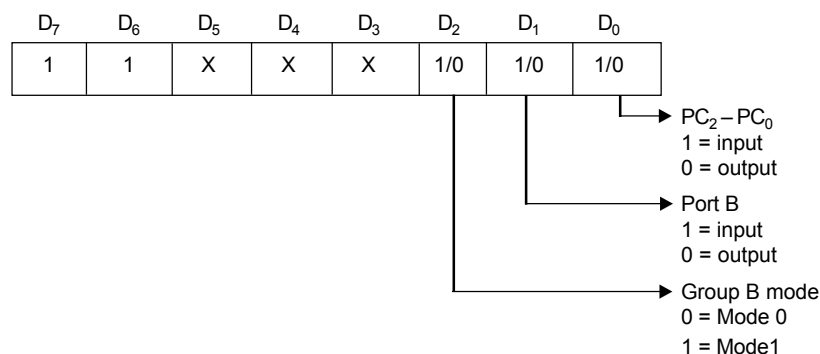 D₇ D₆ D₅ D₄ D₃ D₂ D₁ D₀
1 1 X X X 1/0 1/0 1/0
PC₂ – PC₀
1 = input
0 = output
Port B
1 = input
0 = output
Group B mode
0 = Mode 0
1 = Mode1